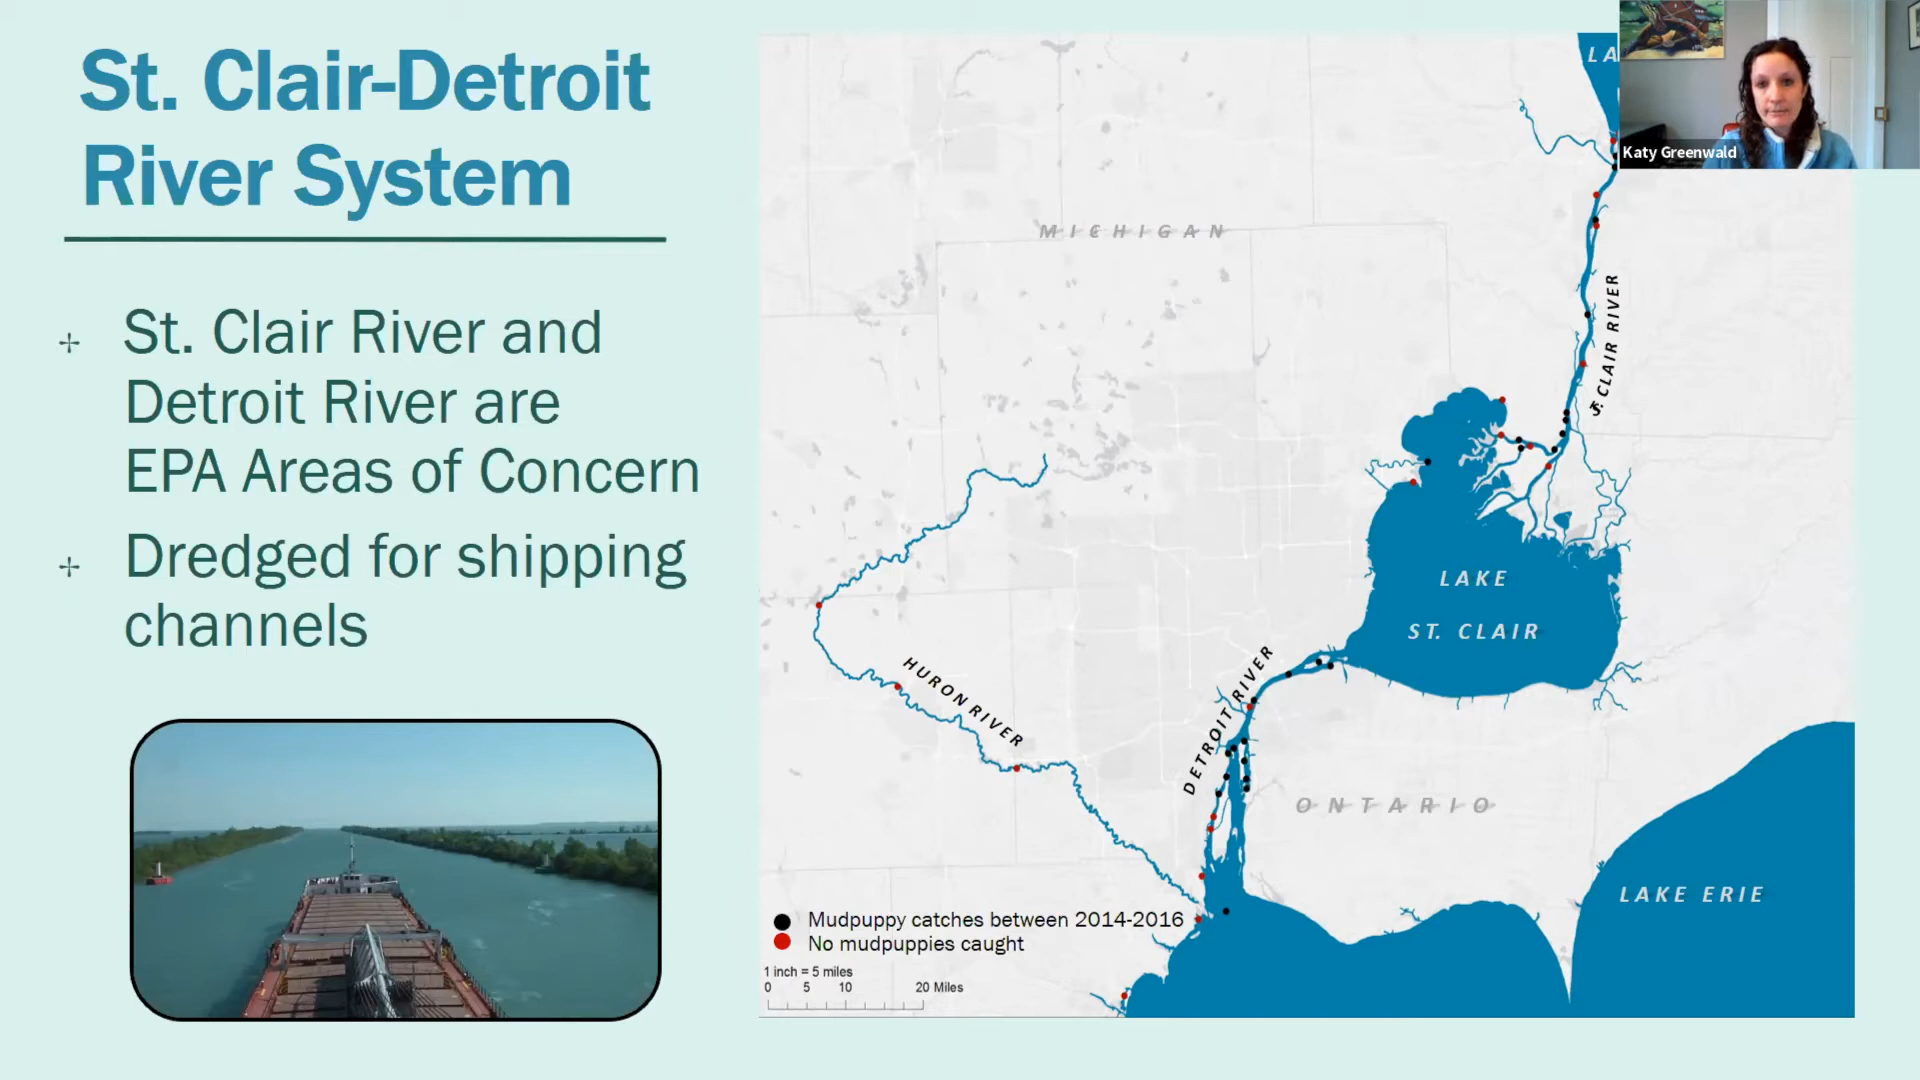 St. Clair-Detroit
River System
St. Clair River and
Detroit River are
EPA Areas of Concern
Dredged for shipping
channels
LA
Katy Greenwald
MICHIGAN
ST. CLAIR RIVER
LAKE
ST. CLAIR
HURON RIVER
DETROIT RIVER
ONTARIO
LAKE ERIE
Mudpuppy catches between 2014-2016
No mudpuppies caught
1 inch = 5 miles
0 5 10 20 Miles